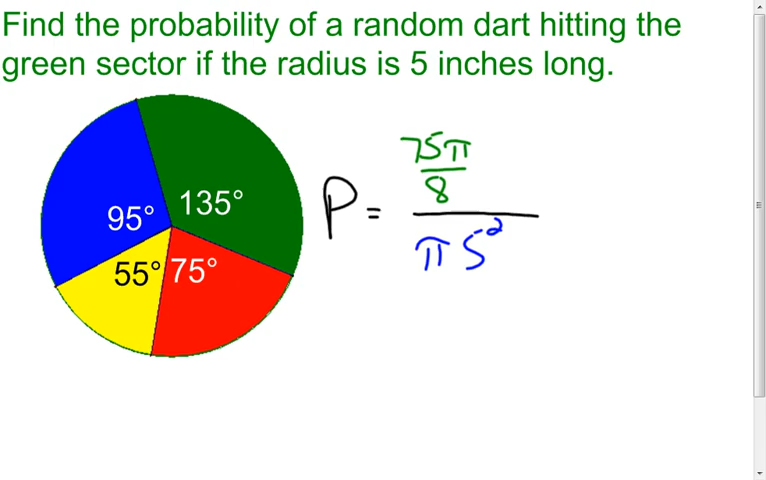 Find the probability of a random dart hitting the
green sector if the radius is 5 inches long.
95° 135°
55° 75°
75π
8
P =
π 5²